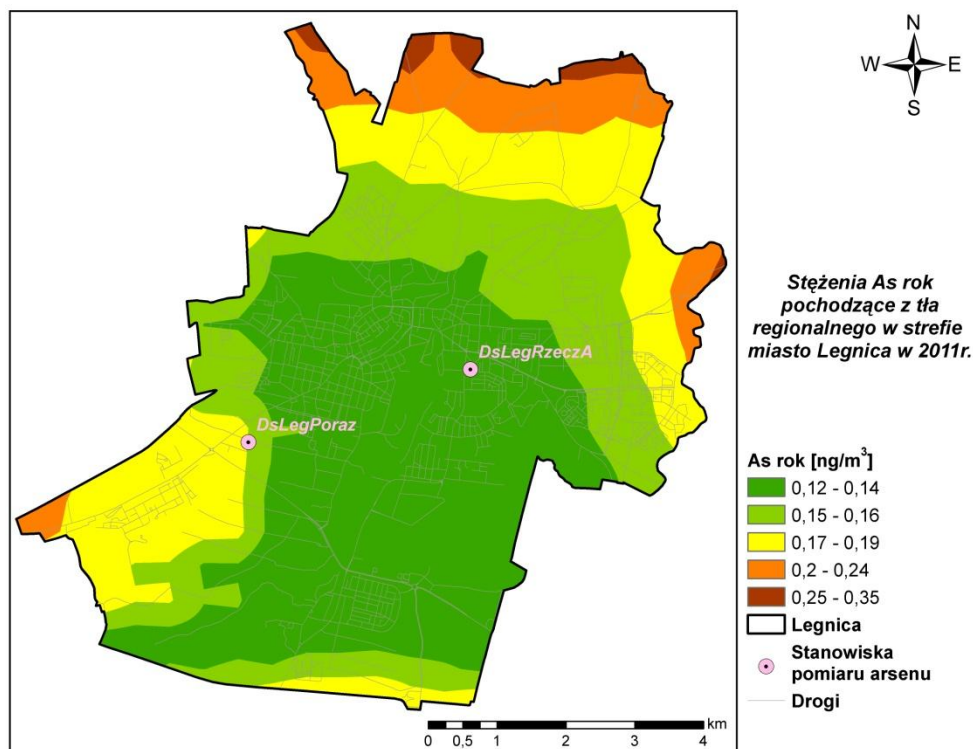 N
W E
S
Stężenia As rok
pochodzące z tła
regionalnego w strefie
miasto Legnica w 2011r.
DsLegRzeczA
DsLegPoraz
As rok [ng/m³]
0,12 - 0,14
0,15 - 0,16
0,17 - 0,19
0,2 - 0,24
0,25 - 0,35
Legnica
Stanowiska
pomiaru arsenu
Drogi
km
0 0,5 1 2 3 4